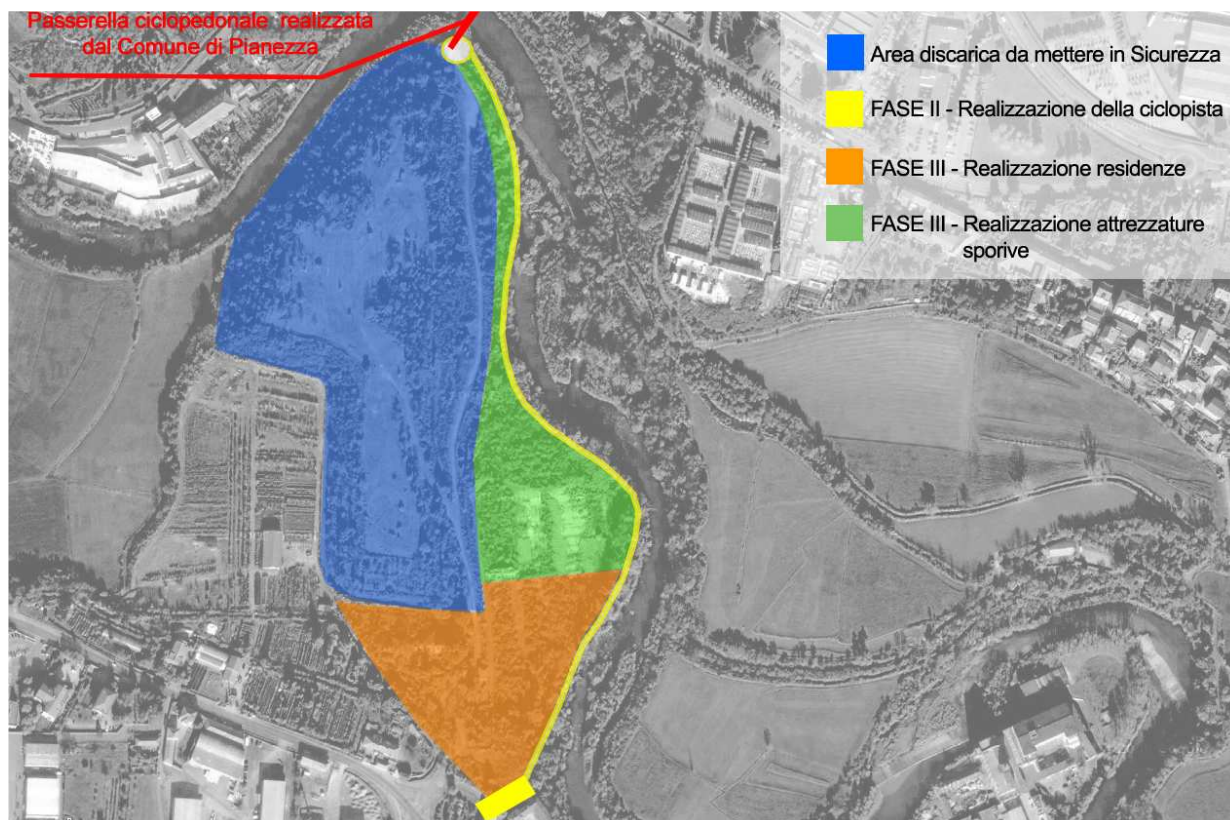 Passerella ciclopedonale realizzata
dal Comune di Pianezza
Area discarica da mettere in Sicurezza
FASE II - Realizzazione della ciclopista
FASE III - Realizzazione residenze
FASE III - Realizzazione attrezzature
sporive